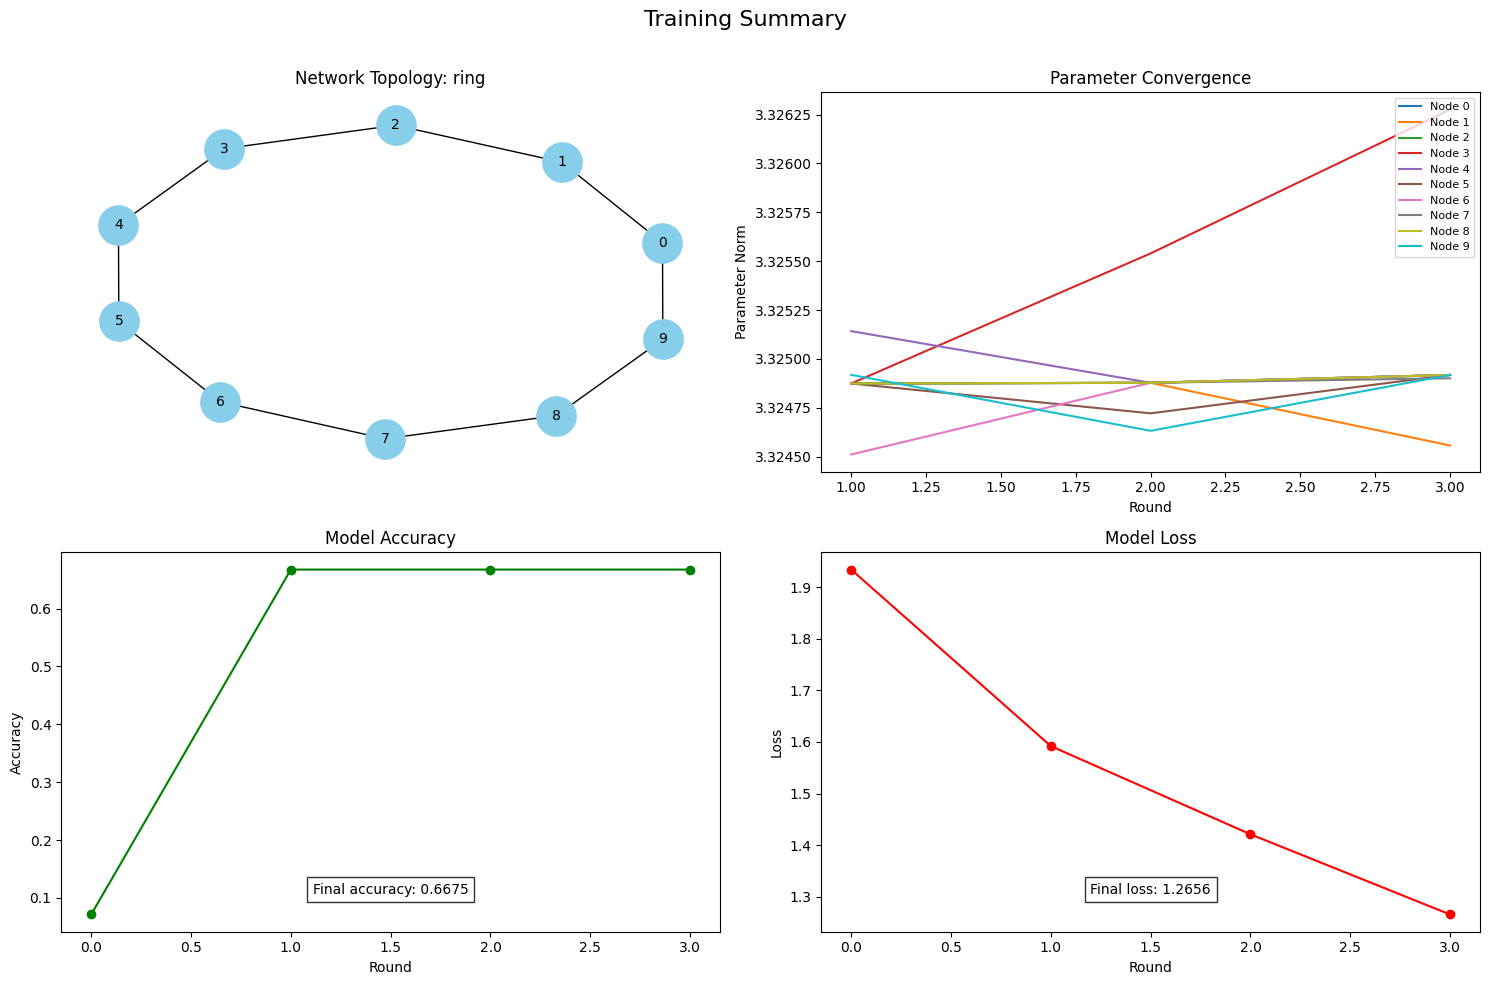 Training Summary
Network Topology: ring
2
3
1
4
0
5
9
6
8
7
Parameter Convergence
Parameter Norm
3.32625
3.32600
3.32575
3.32550
3.32525
3.32500
3.32475
3.32450
Node 0
Node 1
Node 2
Node 3
Node 4
Node 5
Node 6
Node 7
Node 8
Node 9
1.00 1.25 1.50 1.75 2.00 2.25 2.50 2.75 3.00
Round
Model Accuracy
Accuracy
0.6
0.5
0.4
0.3
0.2
0.1
Final accuracy: 0.6675
0.0 0.5 1.0 1.5 2.0 2.5 3.0
Round
Model Loss
Loss
1.9
1.8
1.7
1.6
1.5
1.4
1.3
Final loss: 1.2656
0.0 0.5 1.0 1.5 2.0 2.5 3.0
Round